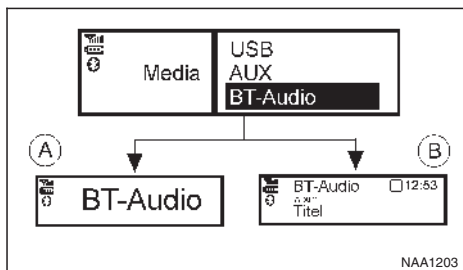 USB
Media
AUX
BT-Audio
A
B
BT-Audio
BT-Audio 12:53
Titel
NAA1203